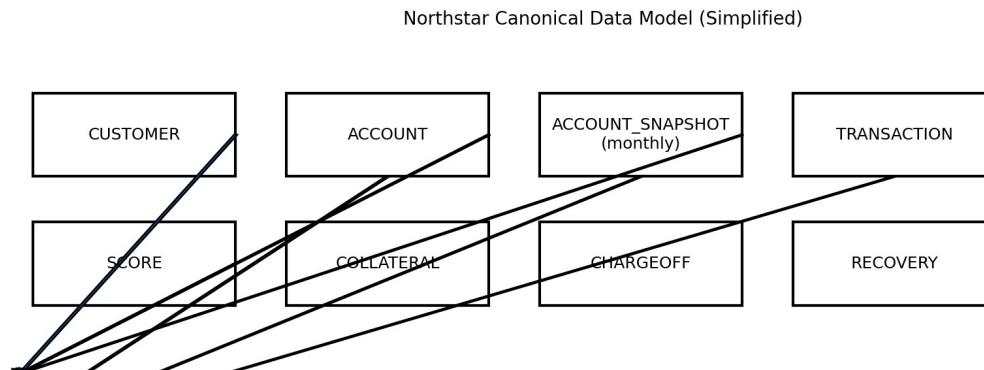 Northstar Canonical Data Model (Simplified)
CUSTOMER
ACCOUNT
ACCOUNT_SNAPSHOT
(monthly)
TRANSACTION
SCORE
COLLATERAL
CHARGEOFF
RECOVERY